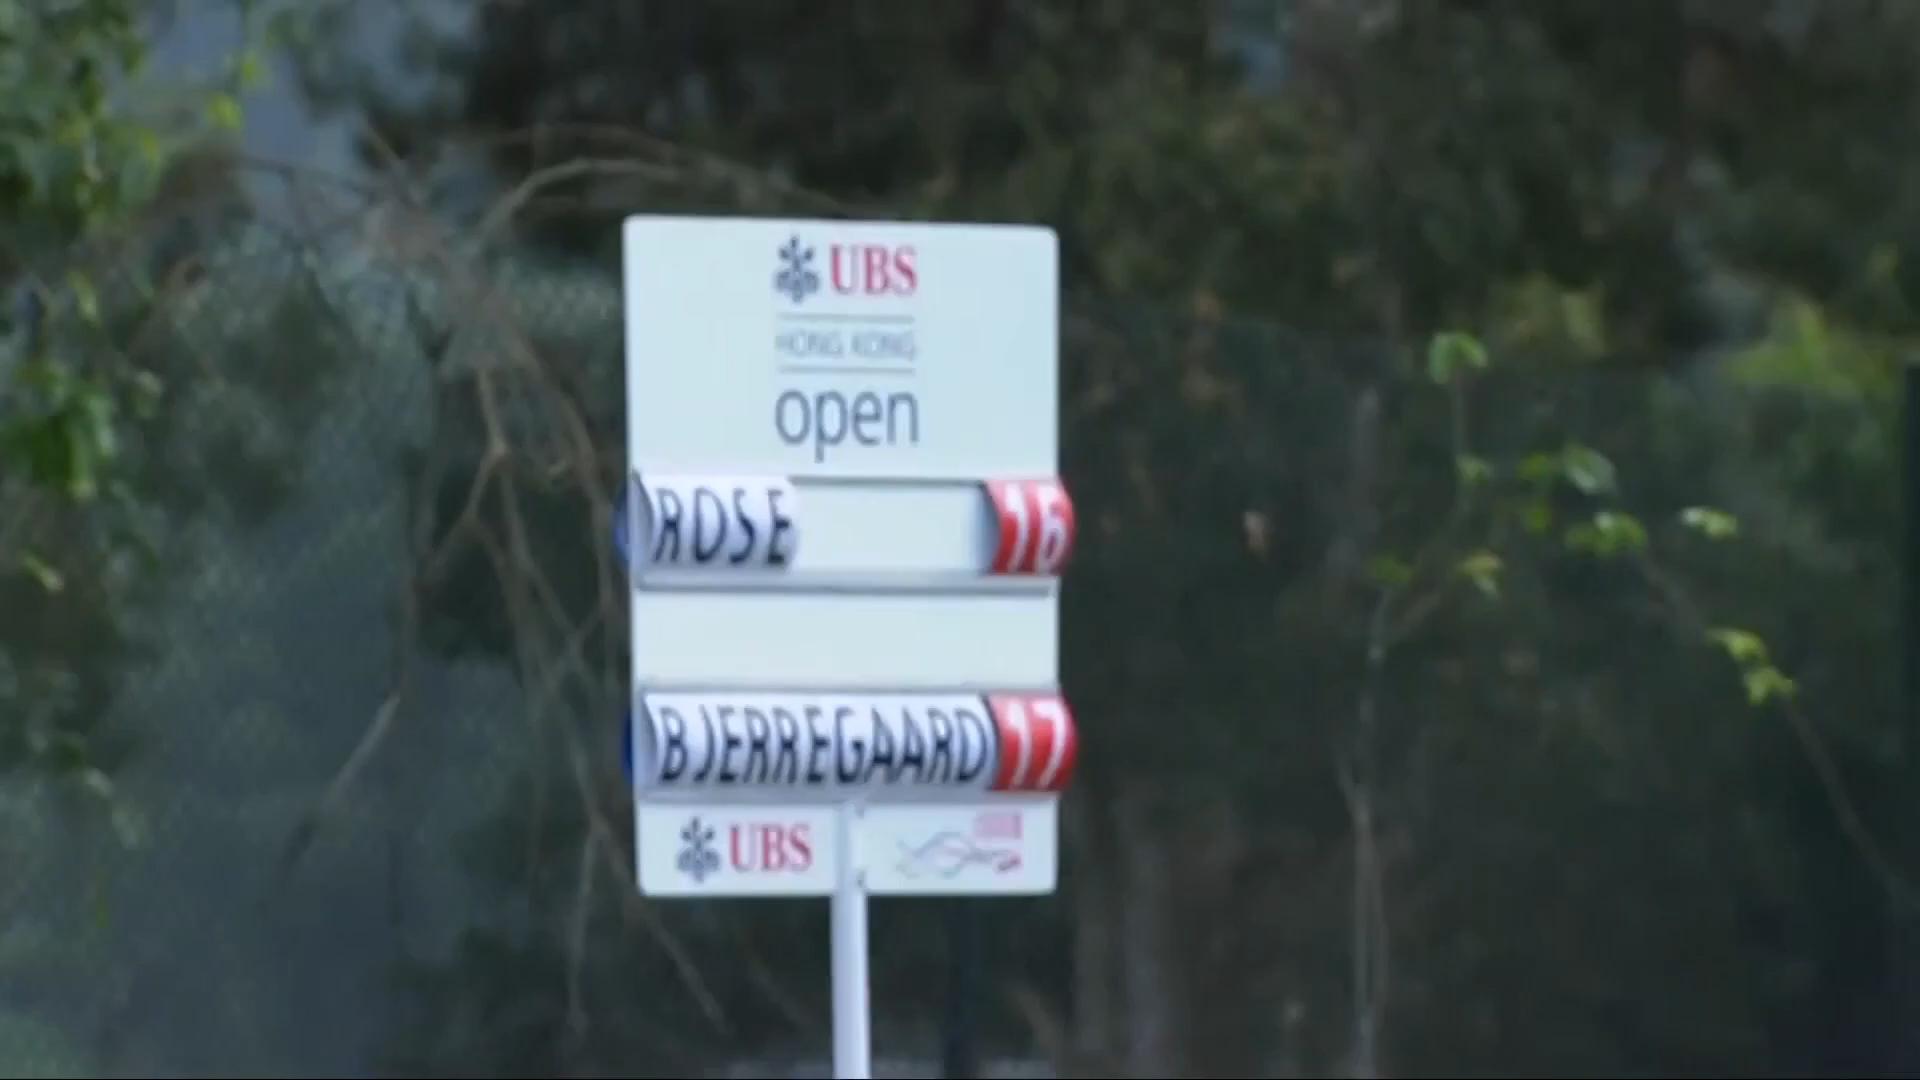 UBS
HONG KONG
open
ROSE 16
BJERREGAARD 17
UBS